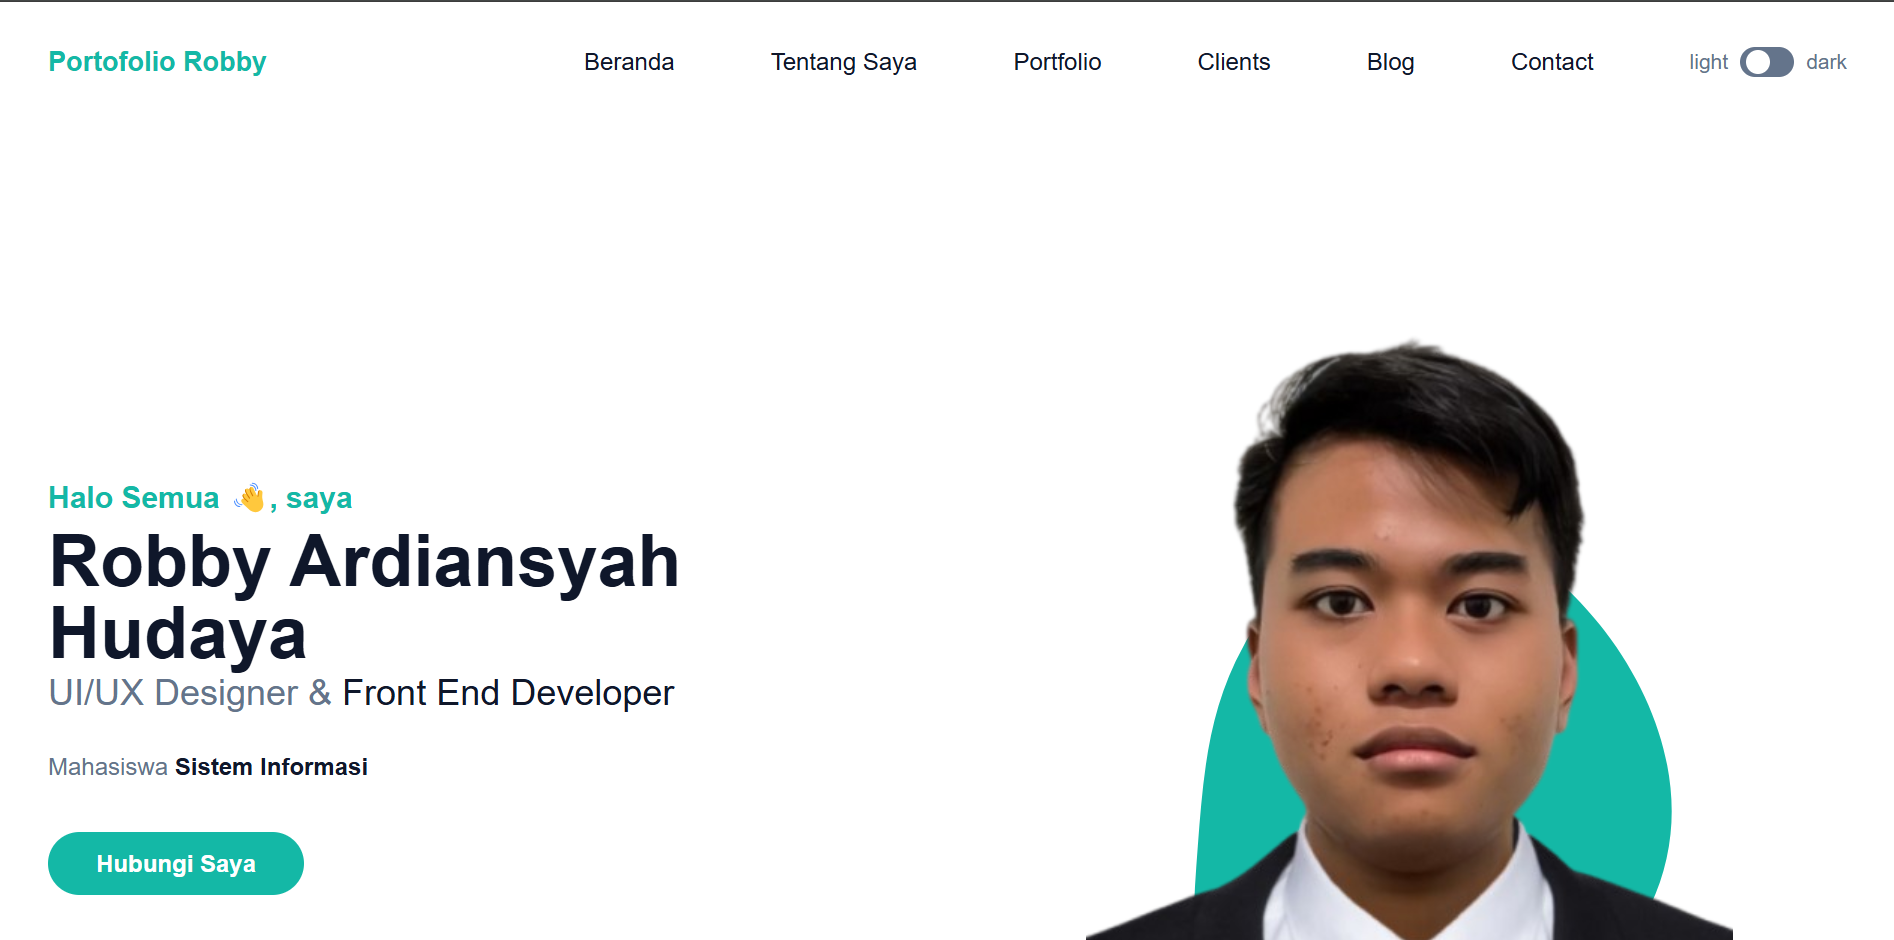 Portofolio Robby
Beranda
Tentang Saya
Portfolio
Clients
Blog
Contact
light
dark
Halo Semua 👋, saya
Robby Ardiansyah
Hudaya
UI/UX Designer & Front End Developer
Mahasiswa Sistem Informasi
Hubungi Saya